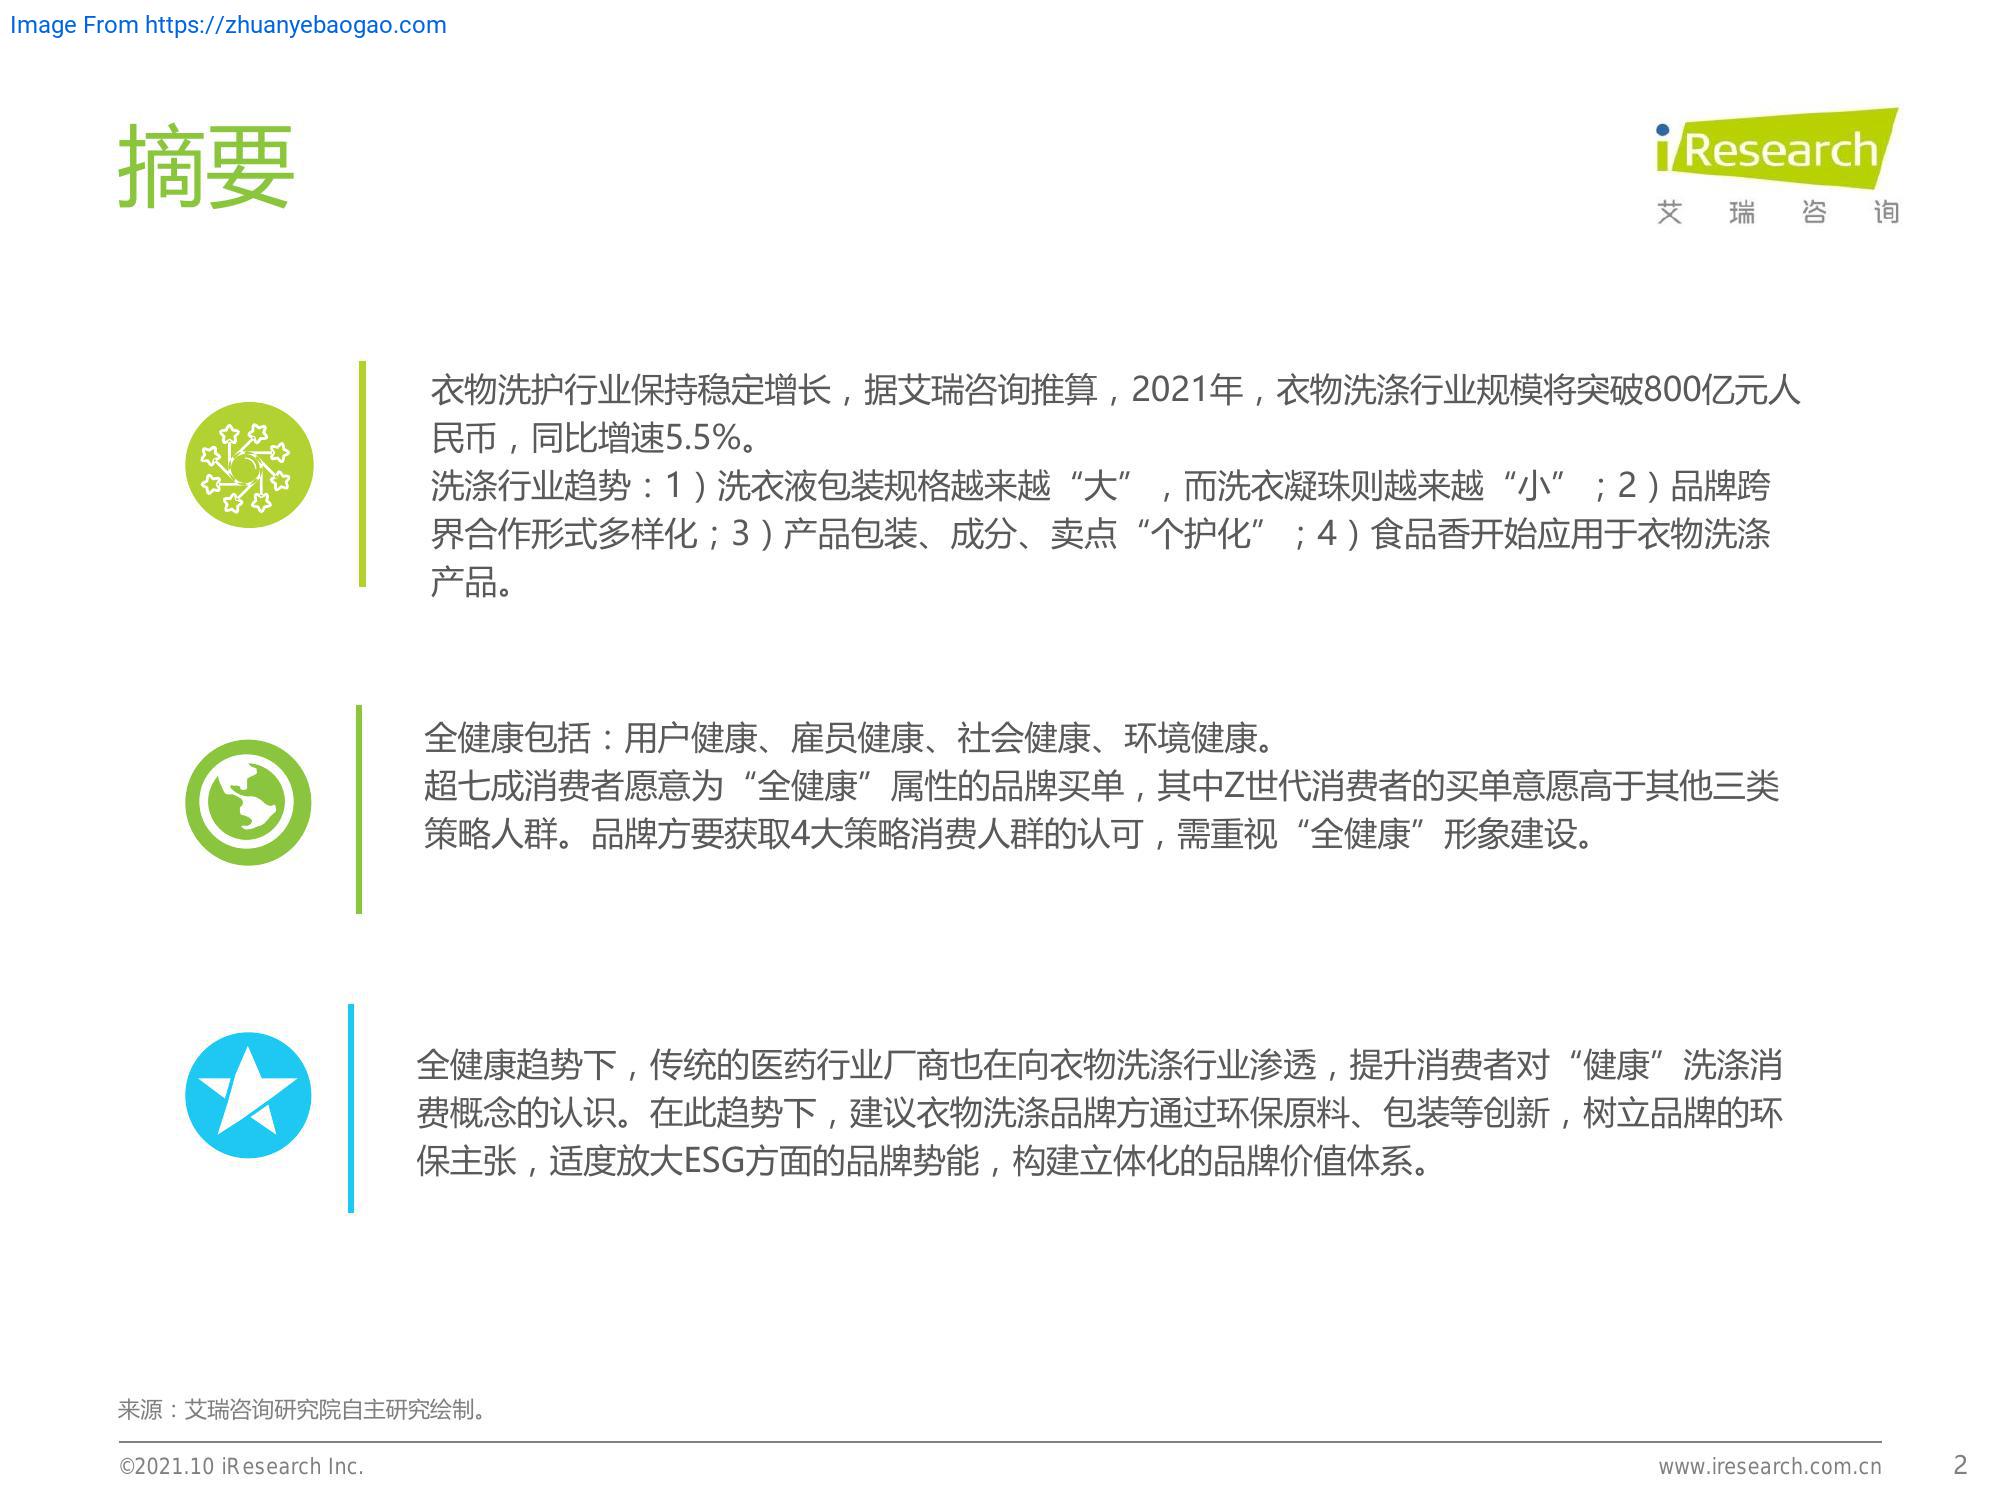 Image From https://zhuanyebaogao.com
摘要
iResearch
艾瑞咨询
衣物洗护行业保持稳定增长，据艾瑞咨询推算，2021年，衣物洗涤行业规模将突破800亿元人
民币，同比增速5.5%。
洗涤行业趋势：1）洗衣液包装规格越来越“大”，而洗衣凝珠则越来越“小”；2）品牌跨
界合作形式多样化；3）产品包装、成分、卖点“个护化”；4）食品香开始应用于衣物洗涤
产品。
全健康包括：用户健康、雇员健康、社会健康、环境健康。
超七成消费者愿意为“全健康”属性的品牌买单，其中Z世代消费者的买单意愿高于其他三类
策略人群。品牌方要获取4大策略消费人群的认可，需重视“全健康”形象建设。
全健康趋势下，传统的医药行业厂商也在向衣物洗涤行业渗透，提升消费者对“健康”洗涤消
费概念的认识。在此趋势下，建议衣物洗涤品牌方通过环保原料、包装等创新，树立品牌的环
保主张，适度放大ESG方面的品牌势能，构建立体化的品牌价值体系。
来源：艾瑞咨询研究院自主研究绘制。
©2021.10 iResearch Inc.
www.iresearch.com.cn
2